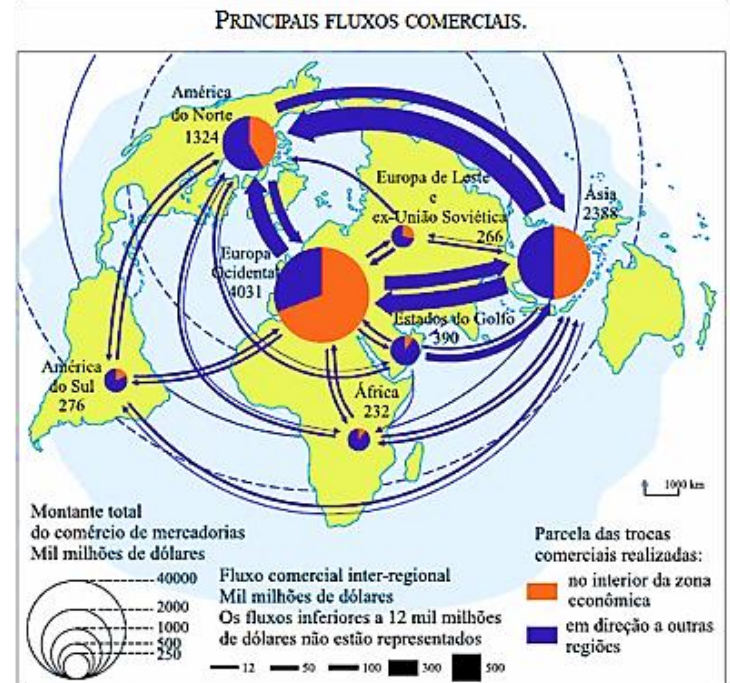 PRINCIPAIS FLUXOS COMERCIAIS.
América
do Norte
1324
Europa de Leste
e
ex-União Soviética
266
Ásia
2388
Europa
Ocidental
4031
Estados do Golfo
390
América
do Sul
276
África
232
1000 km
Montante total
do comércio de mercadorias
Mil milhões de dólares
40000
2000
1000
500
250
Fluxo comercial inter-regional
Mil milhões de dólares
Os fluxos inferiores a 12 mil milhões
de dólares não estão representados
12 50 100 300 500
Parcela das trocas
comerciais realizadas:
no interior da zona
econômica
em direção a outras
regiões